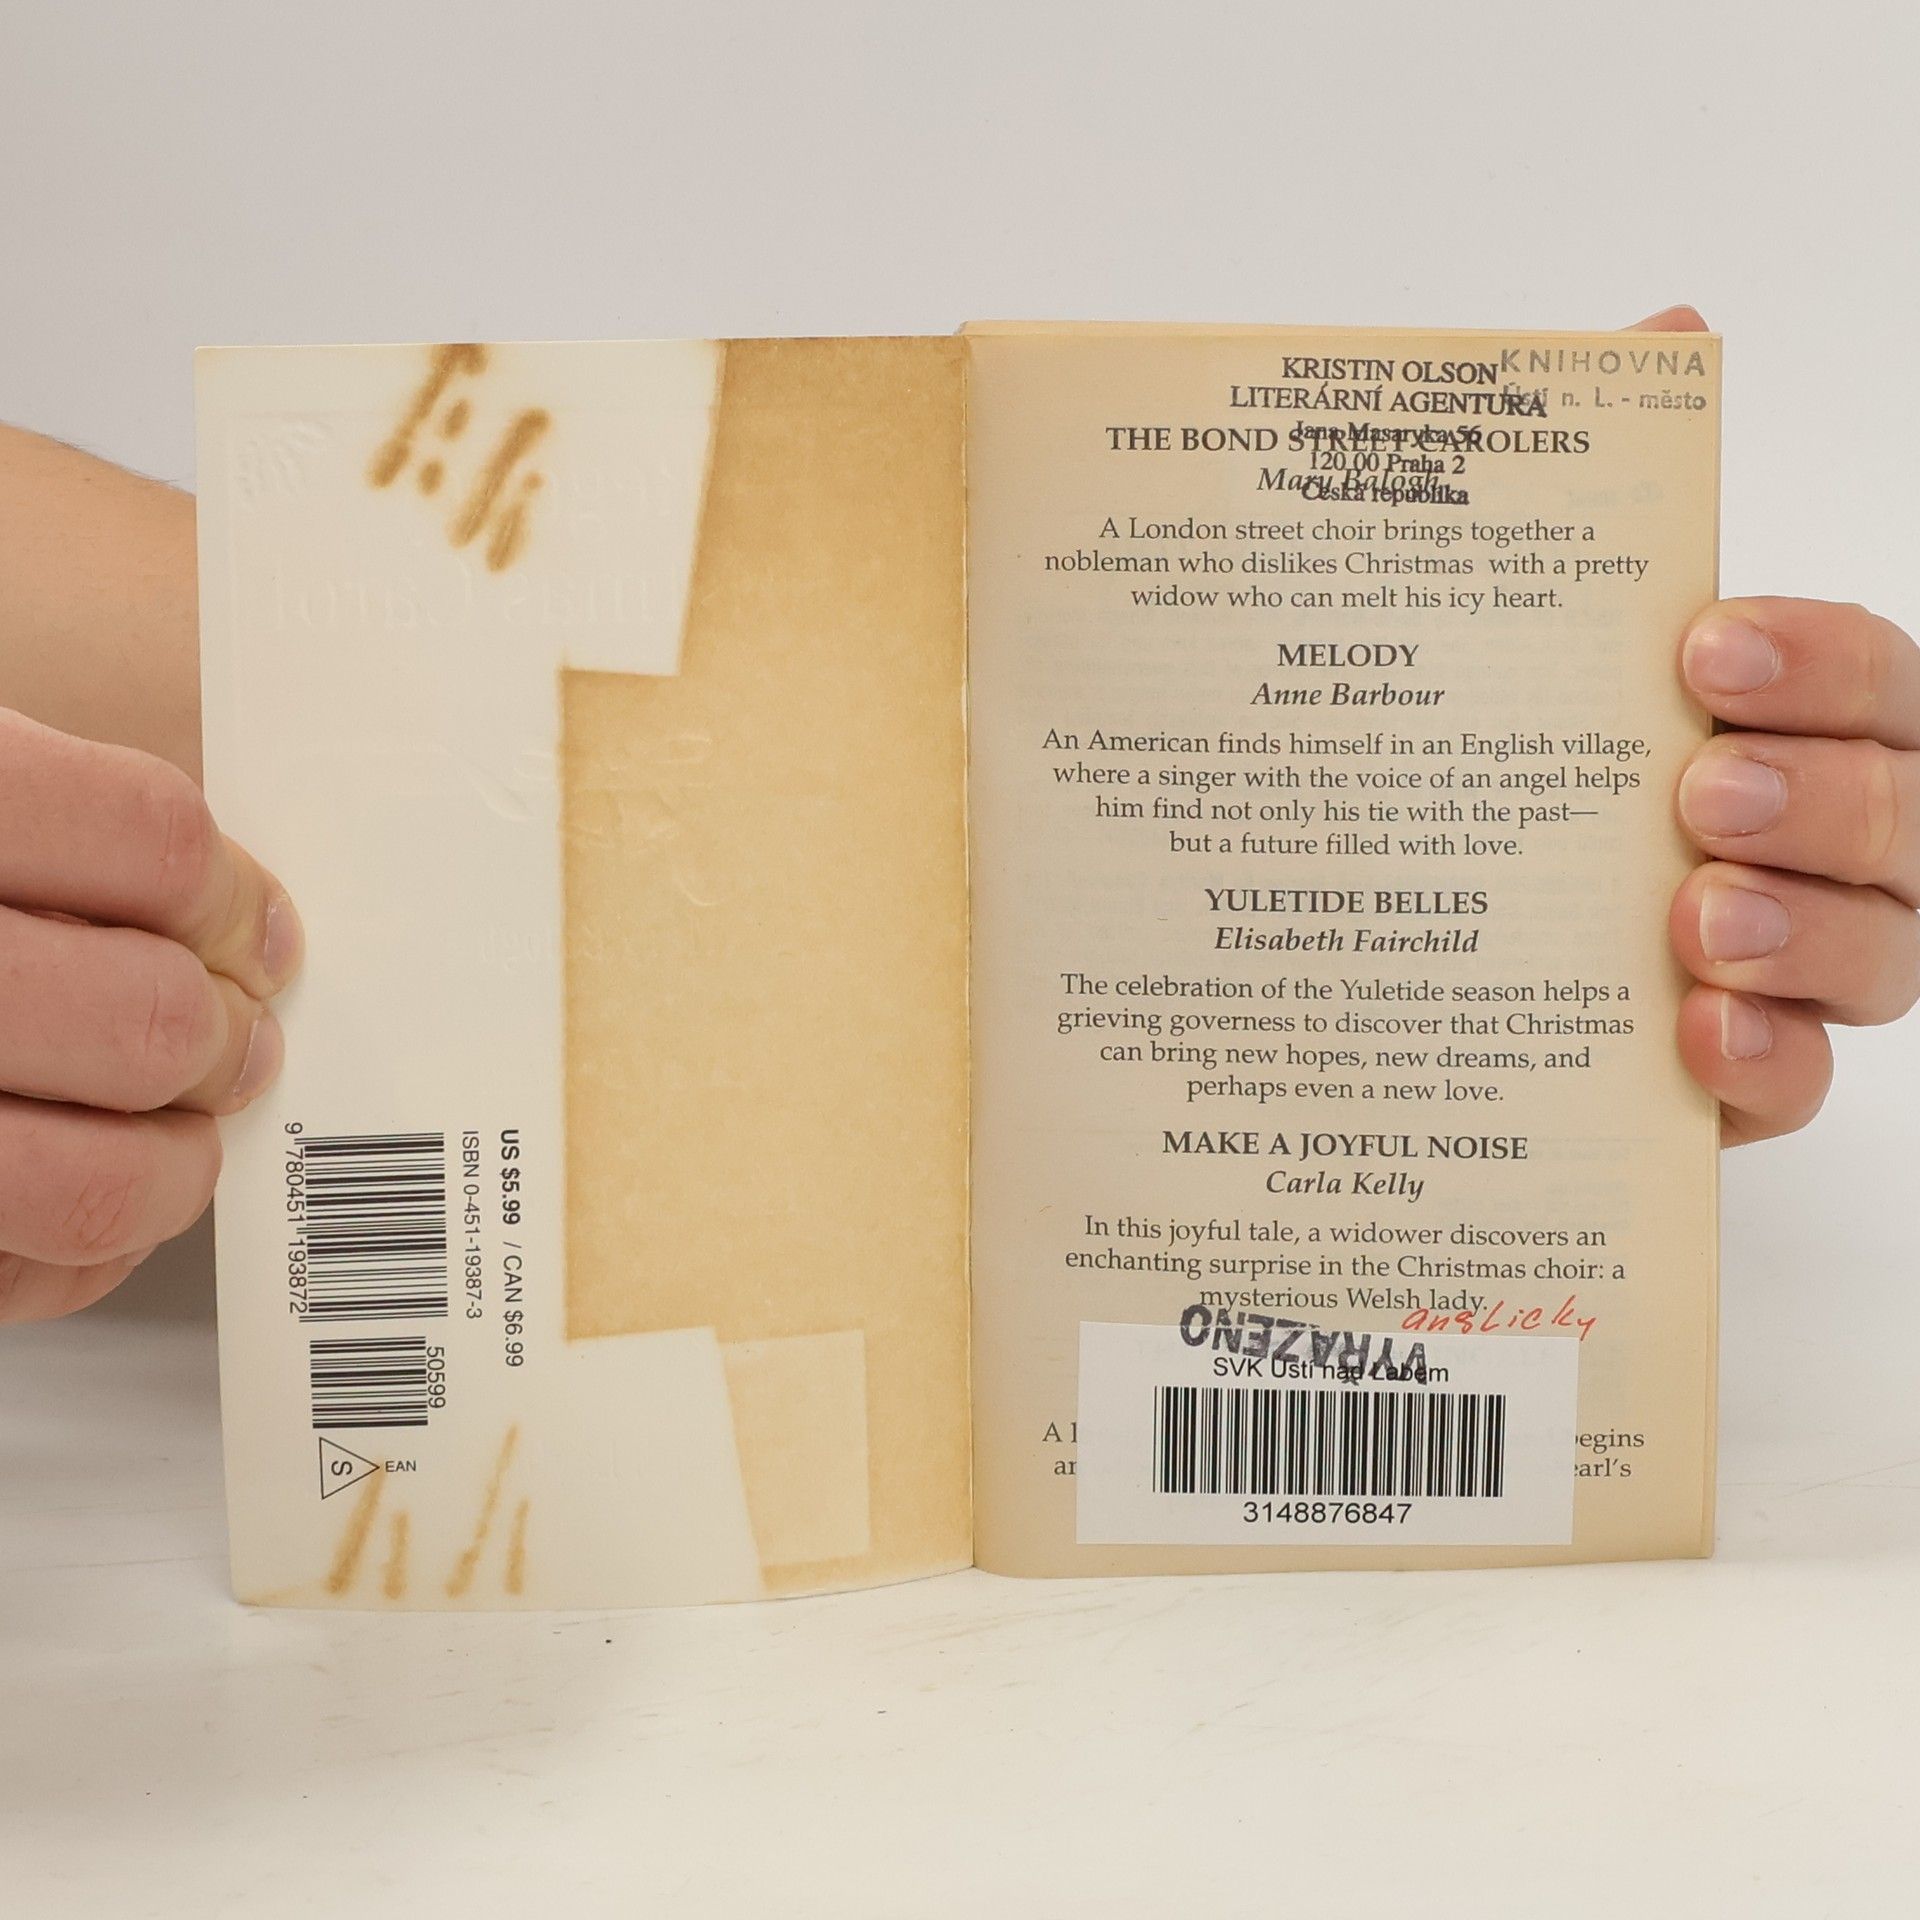 US $5.99 / CAN $6.99
ISBN 0-451-19387-3
9 780451 193872
50599
S
EAN
KRISTIN OLSON
LITERÁRNÍ AGENTURA
Jana Masaryka 56
120 00 Praha 2
Česká republika
KNIHOVNA
Ústí n. L. - město
THE BOND STREET CAROLERS
Mary Balogh
A London street choir brings together a
nobleman who dislikes Christmas with a pretty
widow who can melt his icy heart.
MELODY
Anne Barbour
An American finds himself in an English village,
where a singer with the voice of an angel helps
him find not only his tie with the past—
but a future filled with love.
YULETIDE BELLES
Elisabeth Fairchild
The celebration of the Yuletide season helps a
grieving governess to discover that Christmas
can bring new hopes, new dreams, and
perhaps even a new love.
MAKE A JOYFUL NOISE
Carla Kelly
In this joyful tale, a widower discovers an
enchanting surprise in the Christmas choir: a
mysterious Welsh lady.
anglicky
VYŘAZENO
SVK Ústí nad Labem
3148876847
A
earl's